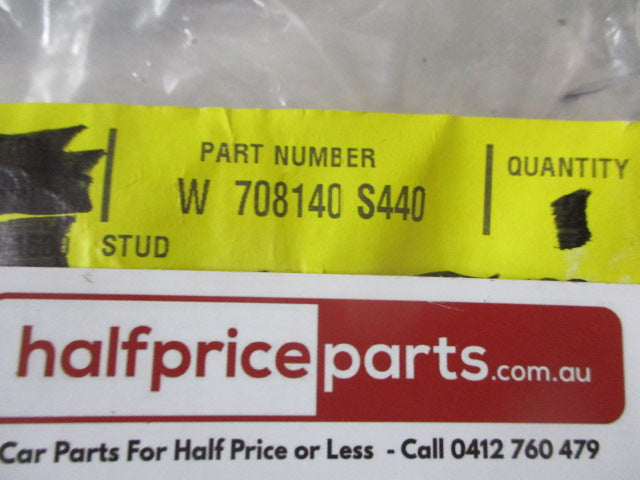 PART NUMBER
QUANTITY
W 708140 S440
STUD
halfpriceparts.com.au
Car Parts For Half Price or Less - Call 0412 760 479